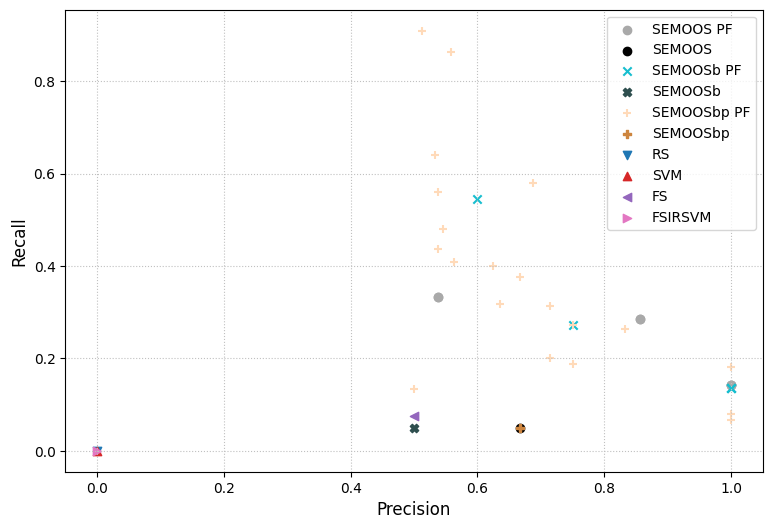 SEMOOS PF
SEMOOS
SEMOOSb PF
SEMOOSb
SEMOOSbp PF
SEMOOSbp
RS
SVM
FS
FSIRSVM
0.8
0.6
0.4
0.2
0.0
Recall
0.0 0.2 0.4 0.6 0.8 1.0
Precision